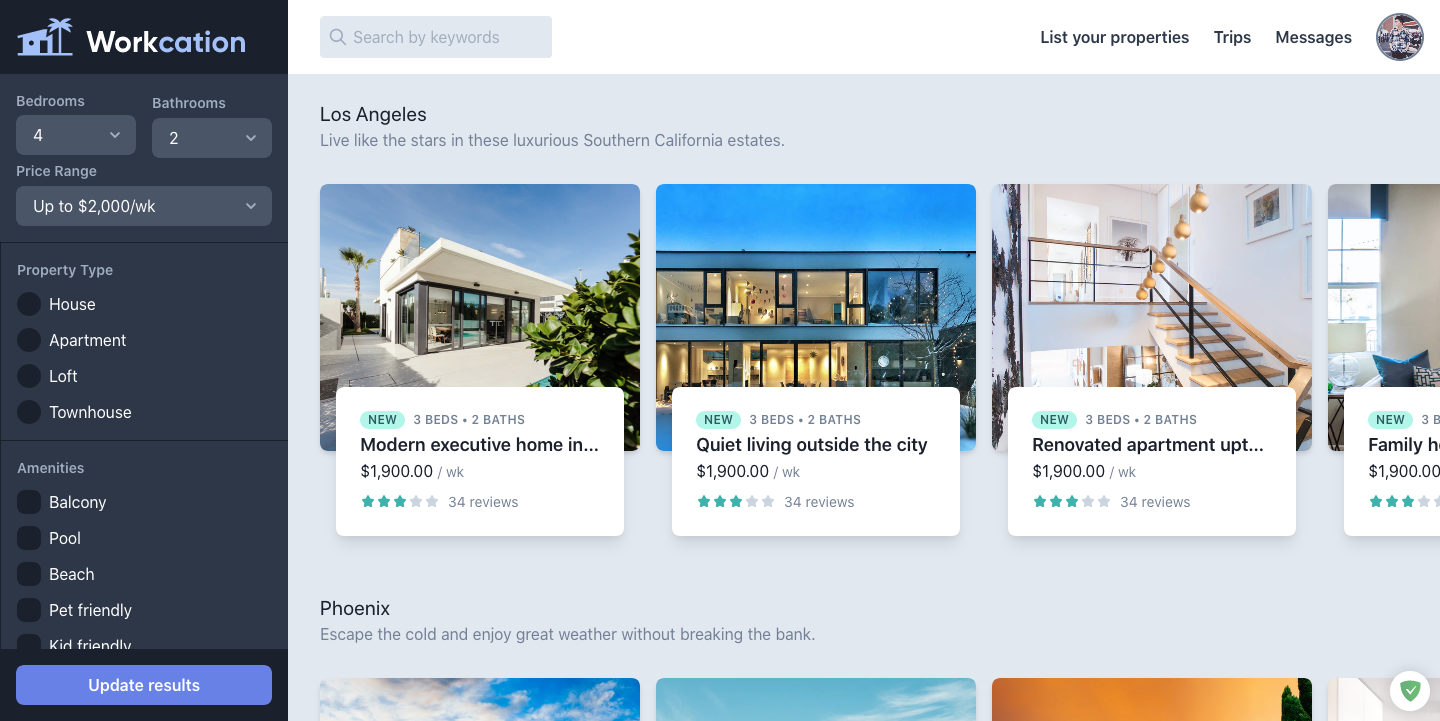 Workcation
Search by keywords
List your properties
Trips
Messages
Bedrooms
Bathrooms
4
2
Price Range
Up to $2,000/wk
Property Type
House
Apartment
Loft
Townhouse
Amenities
Balcony
Pool
Beach
Pet friendly
Kid friendly
Update results
Los Angeles
Live like the stars in these luxurious Southern California estates.
NEW 3 BEDS • 2 BATHS
Modern executive home in...
$1,900.00 / wk
34 reviews
NEW 3 BEDS • 2 BATHS
Quiet living outside the city
$1,900.00 / wk
34 reviews
NEW 3 BEDS • 2 BATHS
Renovated apartment upt...
$1,900.00 / wk
34 reviews
NEW 3 B
Family h
$1,900.00
Phoenix
Escape the cold and enjoy great weather without breaking the bank.